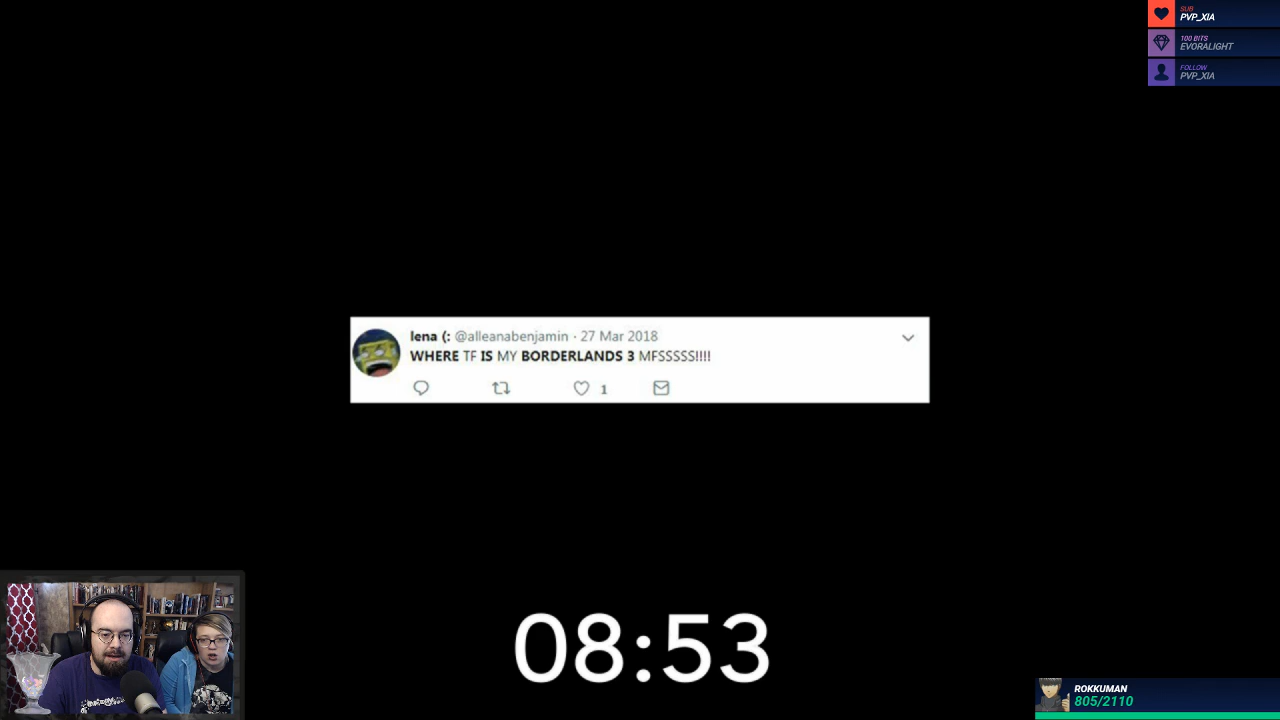 SUB
PVP_XIA
100 BITS
EVORALIGHT
FOLLOW
PVP_XIA
lena (: @alleanabenjamin · 27 Mar 2018
WHERE TF IS MY BORDERLANDS 3 MFSSSSS!!!!
1
08:53
ROKKUMAN
805/2110